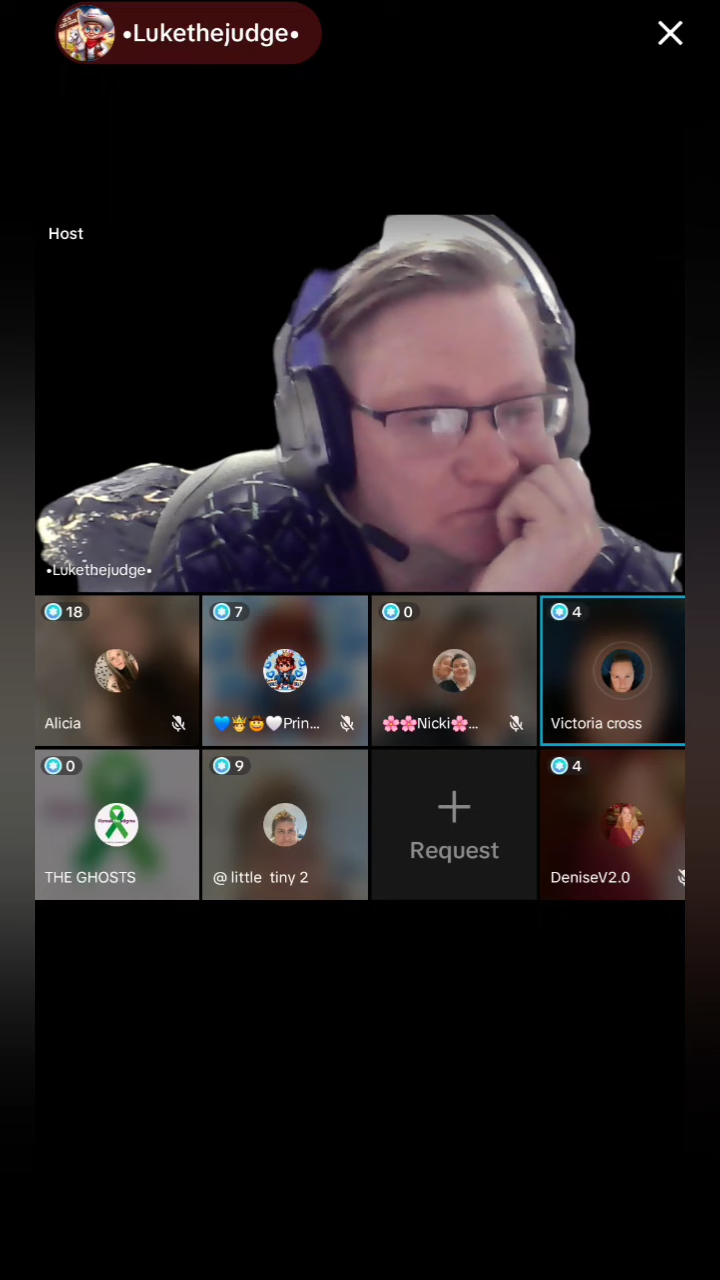 •Lukethejudge•
Host
•Lukethejudge•
18
7
0
4
Alicia
💙🤴🤠🤍Prin...
🌸🌸Nicki🌸...
Victoria cross
0
9
4
Request
THE GHOSTS
@ little tiny 2
DeniseV2.0